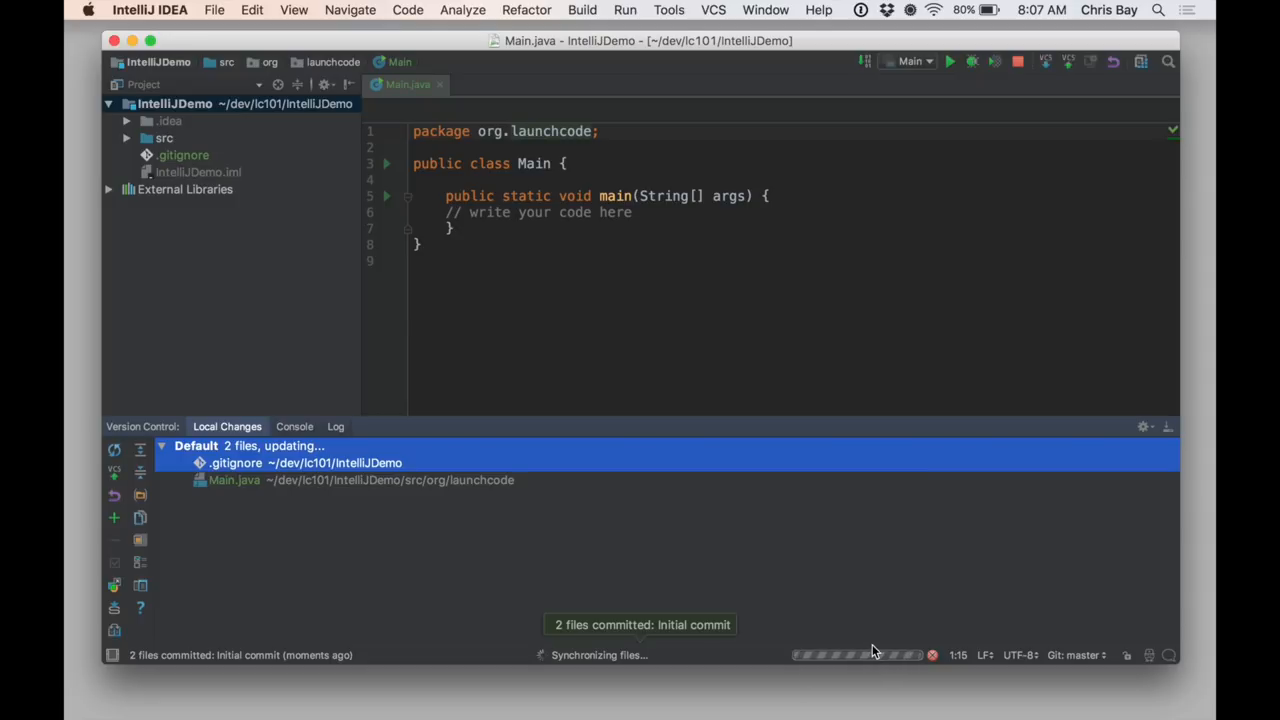 IntelliJ IDEA File Edit View Navigate Code Analyze Refactor Build Run Tools VCS Window Help 80% 8:07 AM Chris Bay
Main.java - IntelliJDemo - [~/dev/lc101/IntelliJDemo]
IntelliJDemo src org launchcode Main Main VCS VCS
Project Main.java
IntelliJDemo ~/dev/lc101/IntelliJDemo
.idea
src
.gitignore
IntelliJDemo.iml
External Libraries
1 package org.launchcode;
2
3 public class Main {
4
5 public static void main(String[] args) {
6 // write your code here
7 }
8 }
9
Version Control: Local Changes Console Log
Default 2 files, updating...
.gitignore ~/dev/lc101/IntelliJDemo
VCS
Main.java ~/dev/lc101/IntelliJDemo/src/org/launchcode
2 files committed: Initial commit
2 files committed: Initial commit (moments ago) Synchronizing files... 1:15 LF UTF-8 Git: master